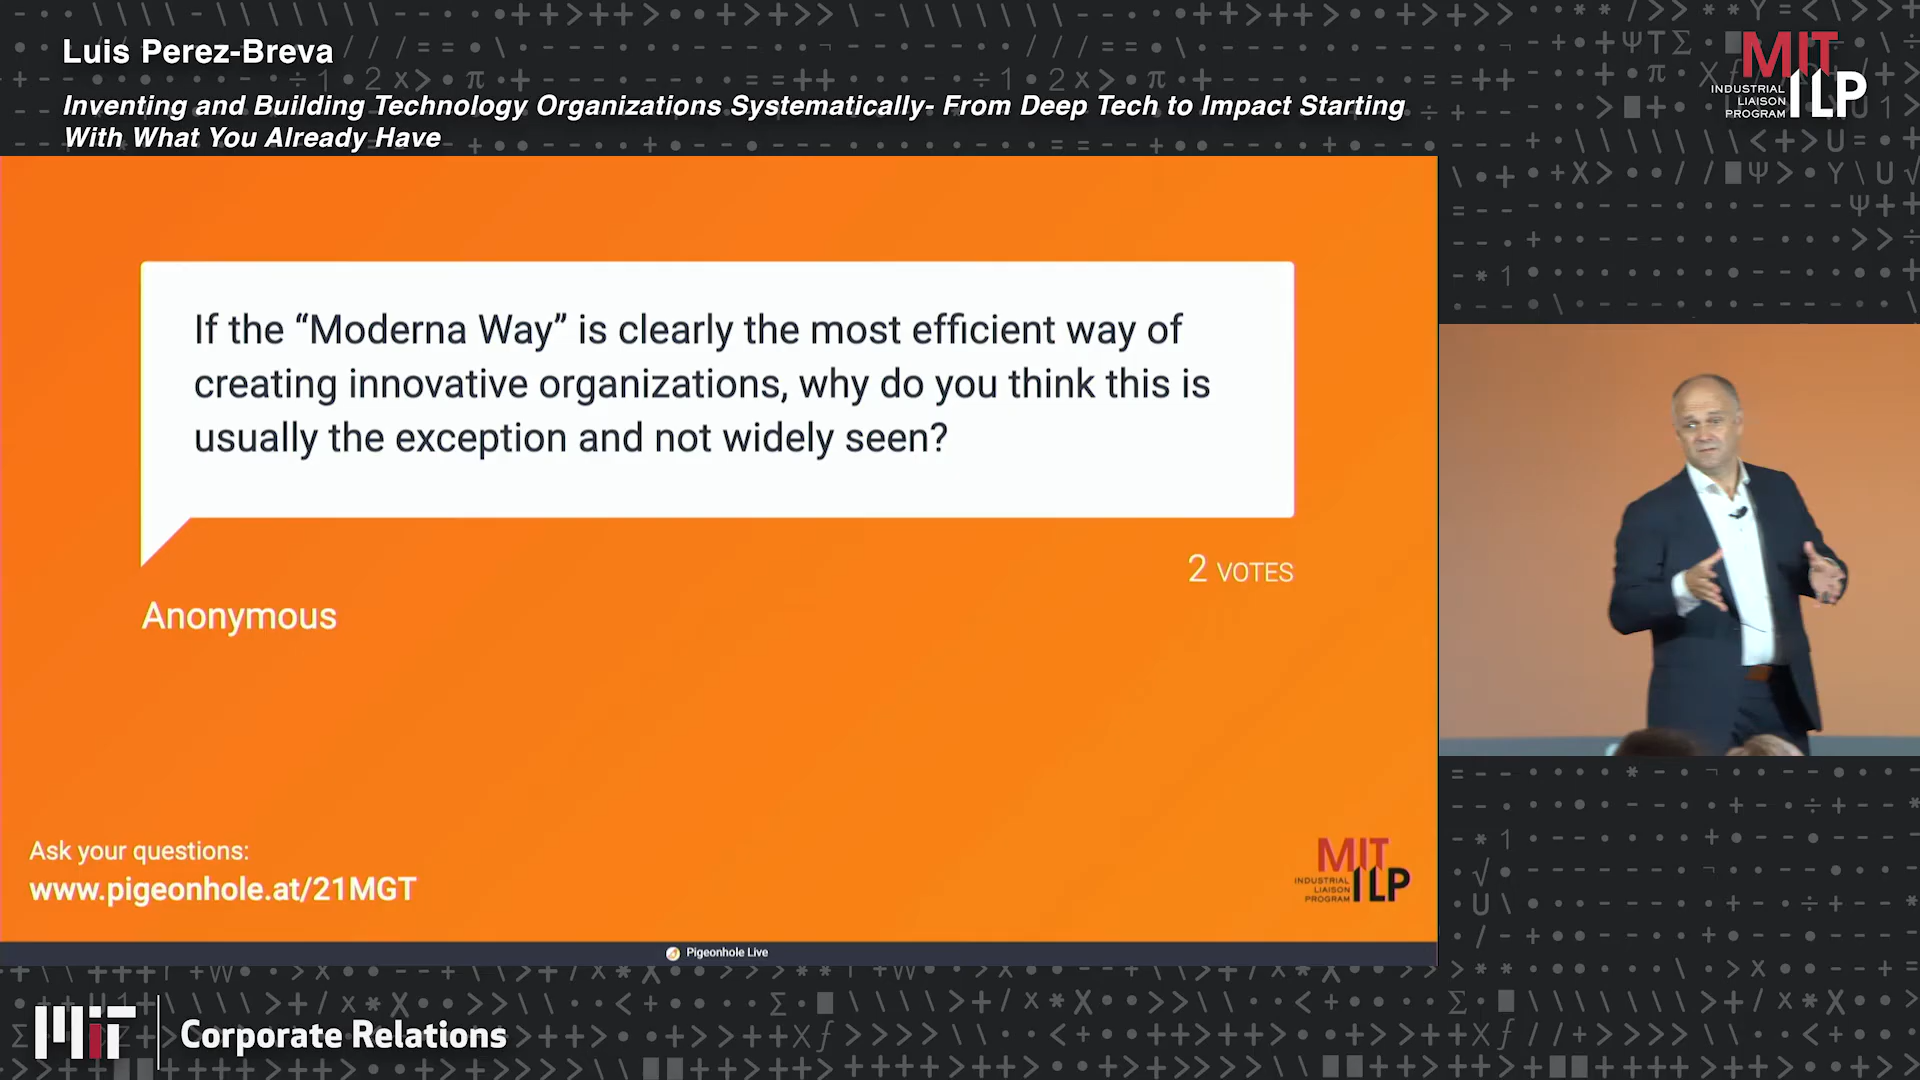 Luis Perez-Breva
Inventing and Building Technology Organizations Systematically- From Deep Tech to Impact Starting
With What You Already Have
MIT
INDUSTRIAL
LIAISON
PROGRAM
ILP
If the “Moderna Way” is clearly the most efficient way of
creating innovative organizations, why do you think this is
usually the exception and not widely seen?
2 VOTES
Anonymous
Ask your questions:
www.pigeonhole.at/21MGT
MIT
INDUSTRIAL
LIAISON
PROGRAM
ILP
Pigeonhole Live
MIT
Corporate Relations